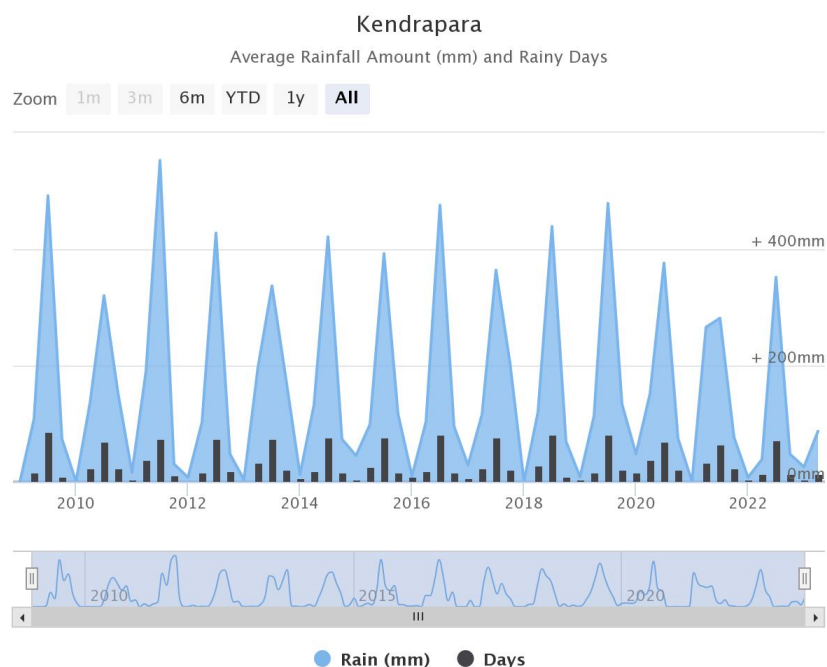 Kendrapara
Average Rainfall Amount (mm) and Rainy Days
Zoom 1m 3m 6m YTD 1y All
+ 400mm
+ 200mm
0mm
2010 2012 2014 2016 2018 2020 2022
2010 2015 2020
Rain (mm) Days